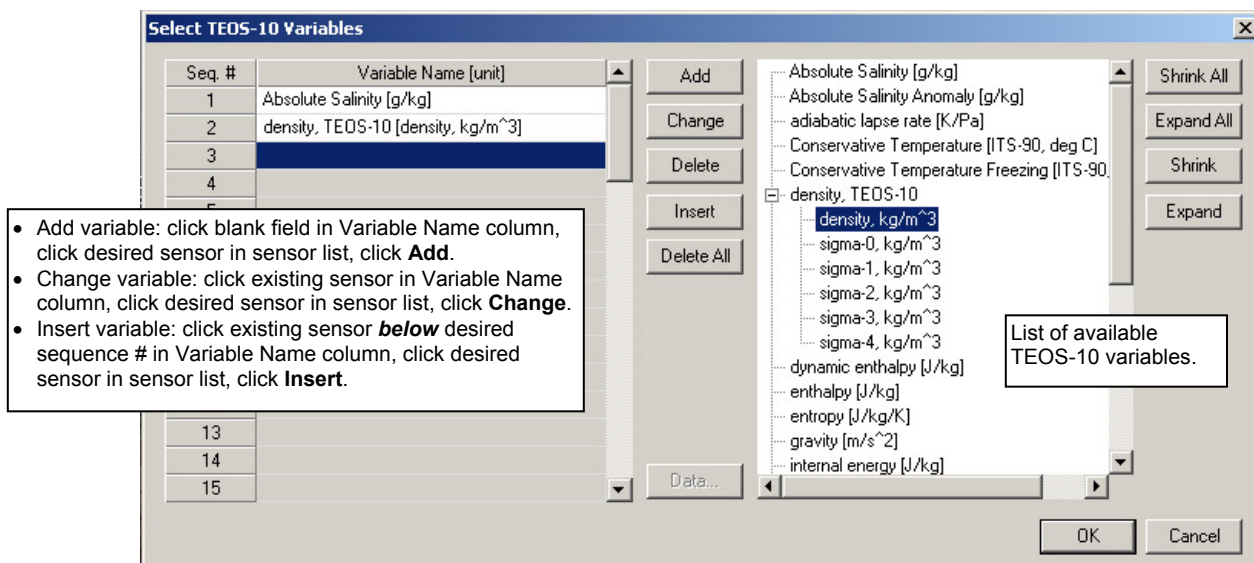 Select TEOS-10 Variables
Seq. #
Variable Name [unit]
1
Absolute Salinity [g/kg]
2
density, TEOS-10 [density, kg/m^3]
3
4
• Add variable: click blank field in Variable Name column,
click desired sensor in sensor list, click Add.
• Change variable: click existing sensor in Variable Name
column, click desired sensor in sensor list, click Change.
• Insert variable: click existing sensor below desired
sequence # in Variable Name column, click desired
sensor in sensor list, click Insert.
13
14
15
Add
Change
Delete
Insert
Delete All
Data...
Absolute Salinity [g/kg]
Absolute Salinity Anomaly [g/kg]
adiabatic lapse rate [K/Pa]
Conservative Temperature [ITS-90, deg C]
Conservative Temperature Freezing [ITS-90,
density, TEOS-10
density, kg/m^3
sigma-0, kg/m^3
sigma-1, kg/m^3
sigma-2, kg/m^3
sigma-3, kg/m^3
sigma-4, kg/m^3
dynamic enthalpy [J/kg]
enthalpy [J/kg]
entropy [J/kg/K]
gravity [m/s^2]
internal energy [J/kg]
List of available
TEOS-10 variables.
Shrink All
Expand All
Shrink
Expand
OK
Cancel